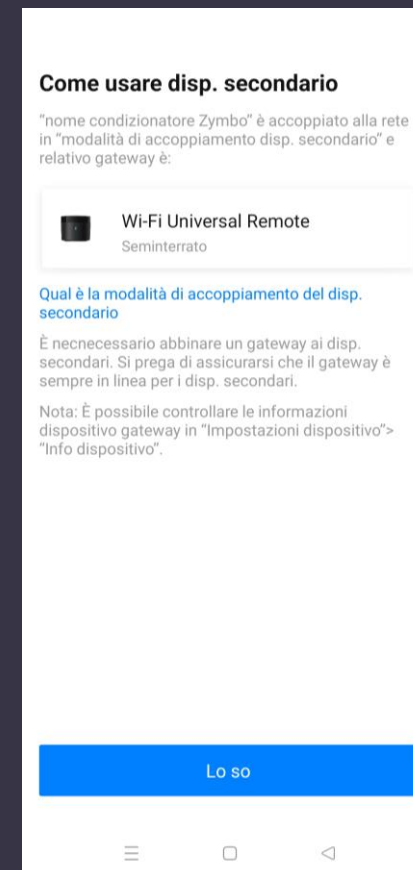 Come usare disp. secondario
"nome condizionatore Zymbo" è accoppiato alla rete
in "modalità di accoppiamento disp. secondario" e
relativo gateway è:
Wi-Fi Universal Remote
Seminterrato
Qual è la modalità di accoppiamento del disp.
secondario
È necnecessario abbinare un gateway ai disp.
secondari. Si prega di assicurarsi che il gateway è
sempre in linea per i disp. secondari.
Nota: È possibile controllare le informazioni
dispositivo gateway in "Impostazioni dispositivo">
"Info dispositivo".
Lo so